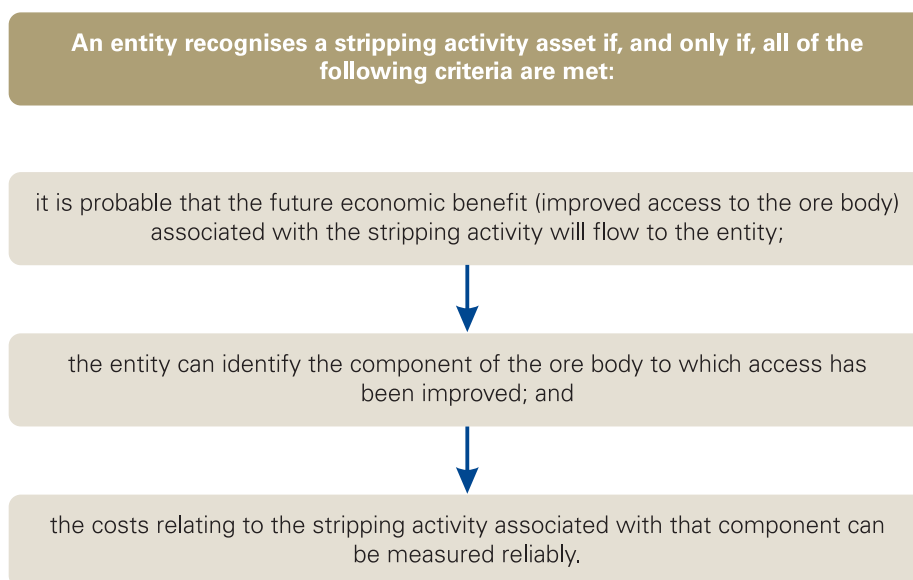 An entity recognises a stripping activity asset if, and only if, all of the
following criteria are met:
it is probable that the future economic benefit (improved access to the ore body)
associated with the stripping activity will flow to the entity;
the entity can identify the component of the ore body to which access has
been improved; and
the costs relating to the stripping activity associated with that component can
be measured reliably.